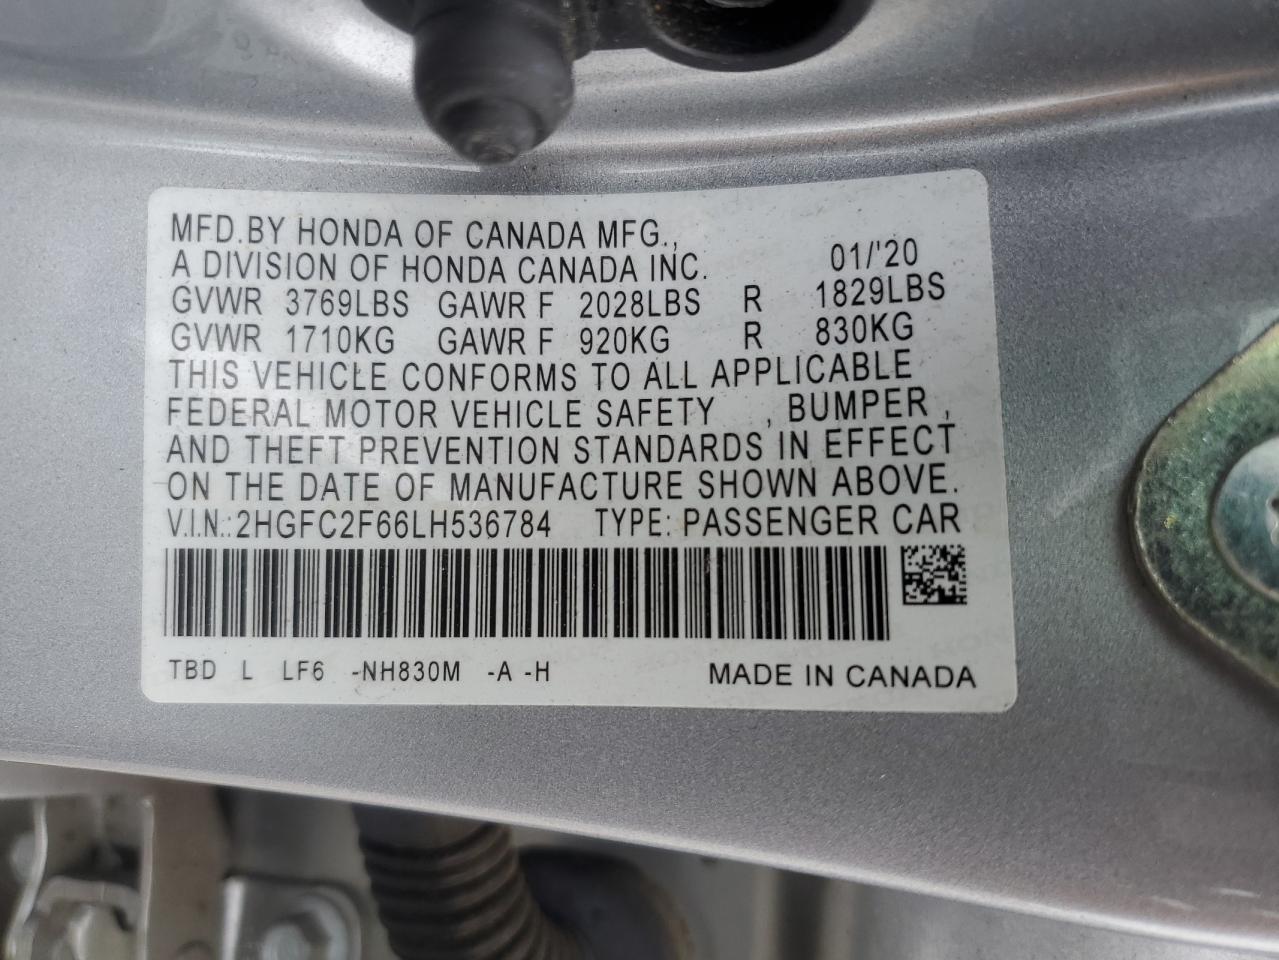 MFD. BY HONDA OF CANADA MFG.,
A DIVISION OF HONDA CANADA INC. 01/'20
GVWR 3769LBS GAWR F 2028LBS R 1829LBS
GVWR 1710KG GAWR F 920KG R 830KG
THIS VEHICLE CONFORMS TO ALL APPLICABLE
FEDERAL MOTOR VEHICLE SAFETY , BUMPER ,
AND THEFT PREVENTION STANDARDS IN EFFECT
ON THE DATE OF MANUFACTURE SHOWN ABOVE.
V.I.N.: 2HGFC2F66LH536784 TYPE: PASSENGER CAR
TBD L LF6 -NH830M -A -H MADE IN CANADA